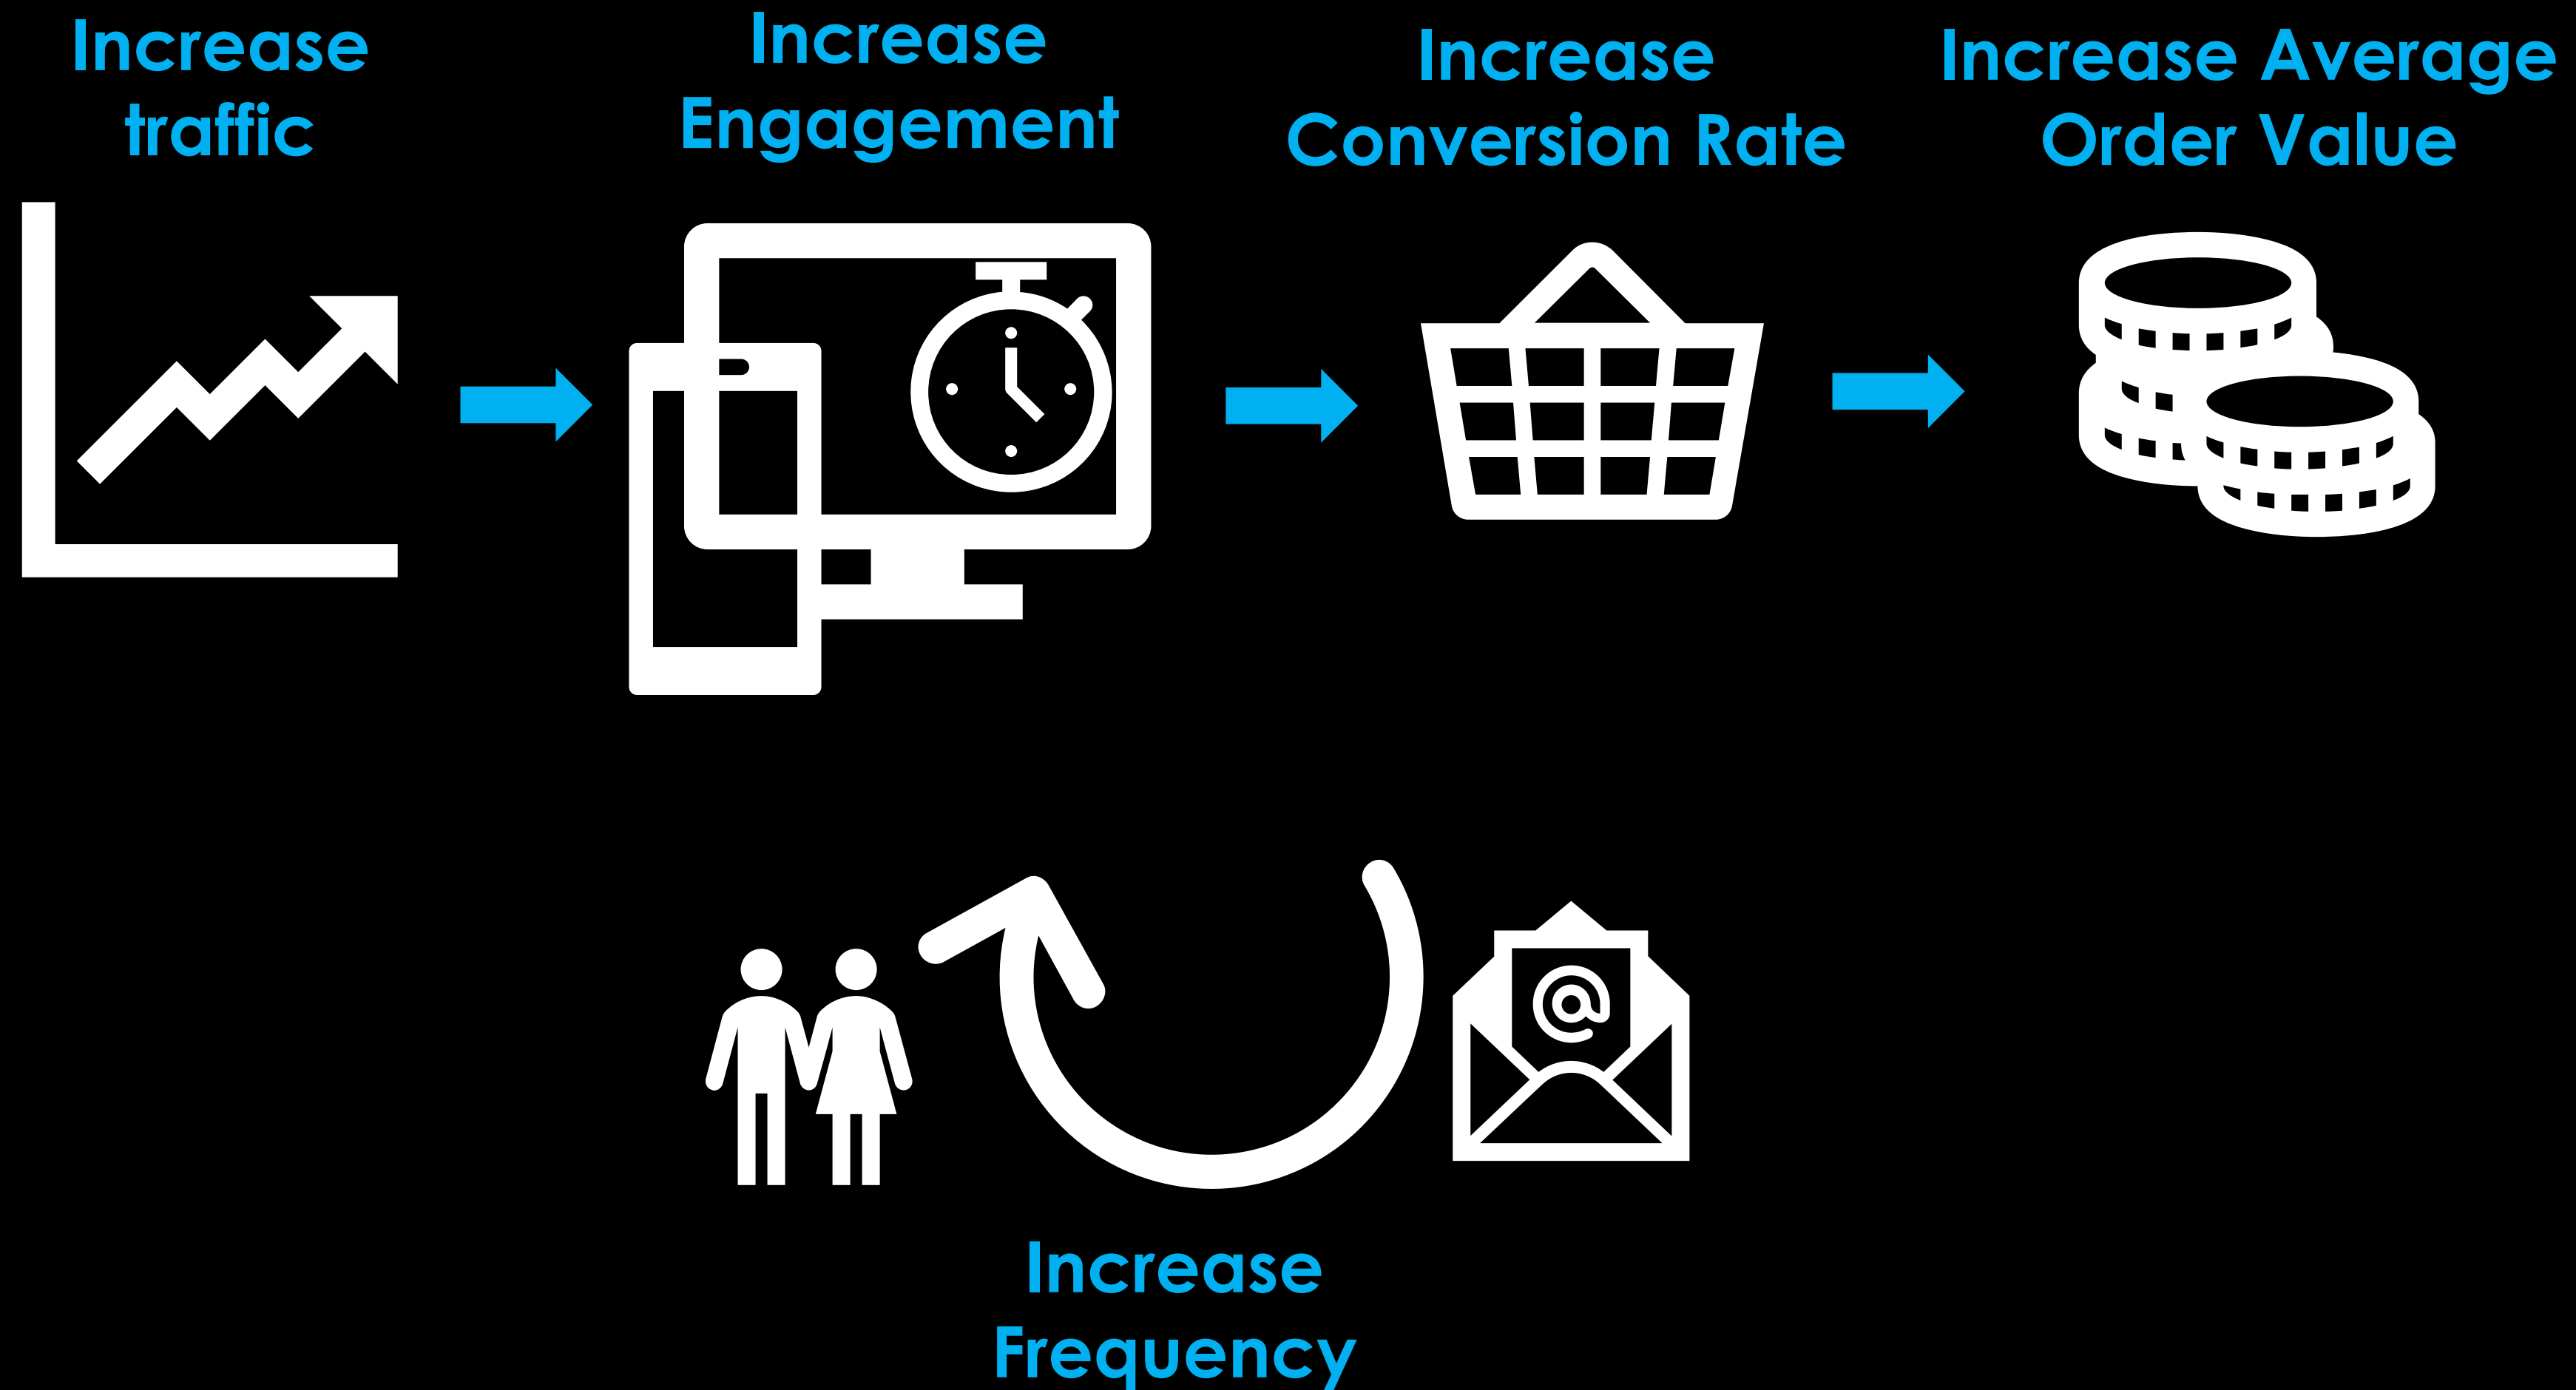 Increase
traffic
Increase
Engagement
Increase
Conversion Rate
Increase Average
Order Value
@
Increase
Frequency